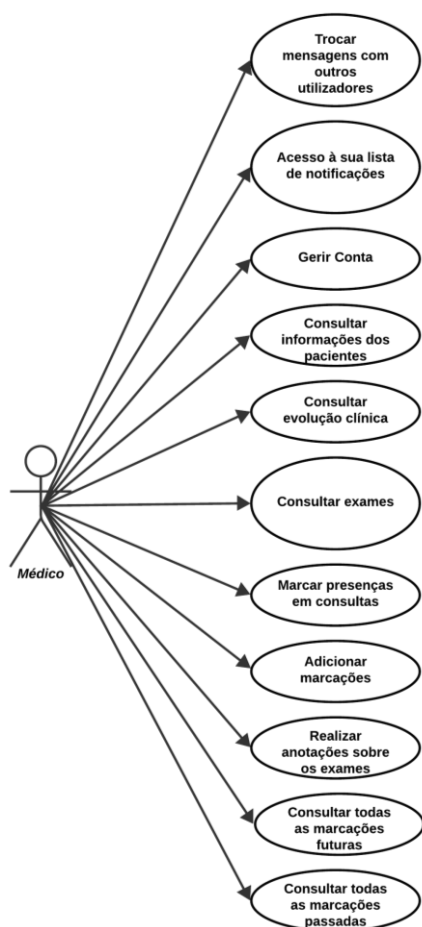 Trocar
mensagens com
outros
utilizadores
Acesso à sua lista
de notificações
Gerir Conta
Consultar
informações dos
pacientes
Consultar
evolução clínica
Consultar exames
Médico
Marcar presenças
em consultas
Adicionar
marcações
Realizar
anotações sobre
os exames
Consultar todas
as marcações
futuras
Consultar todas
as marcações
passadas